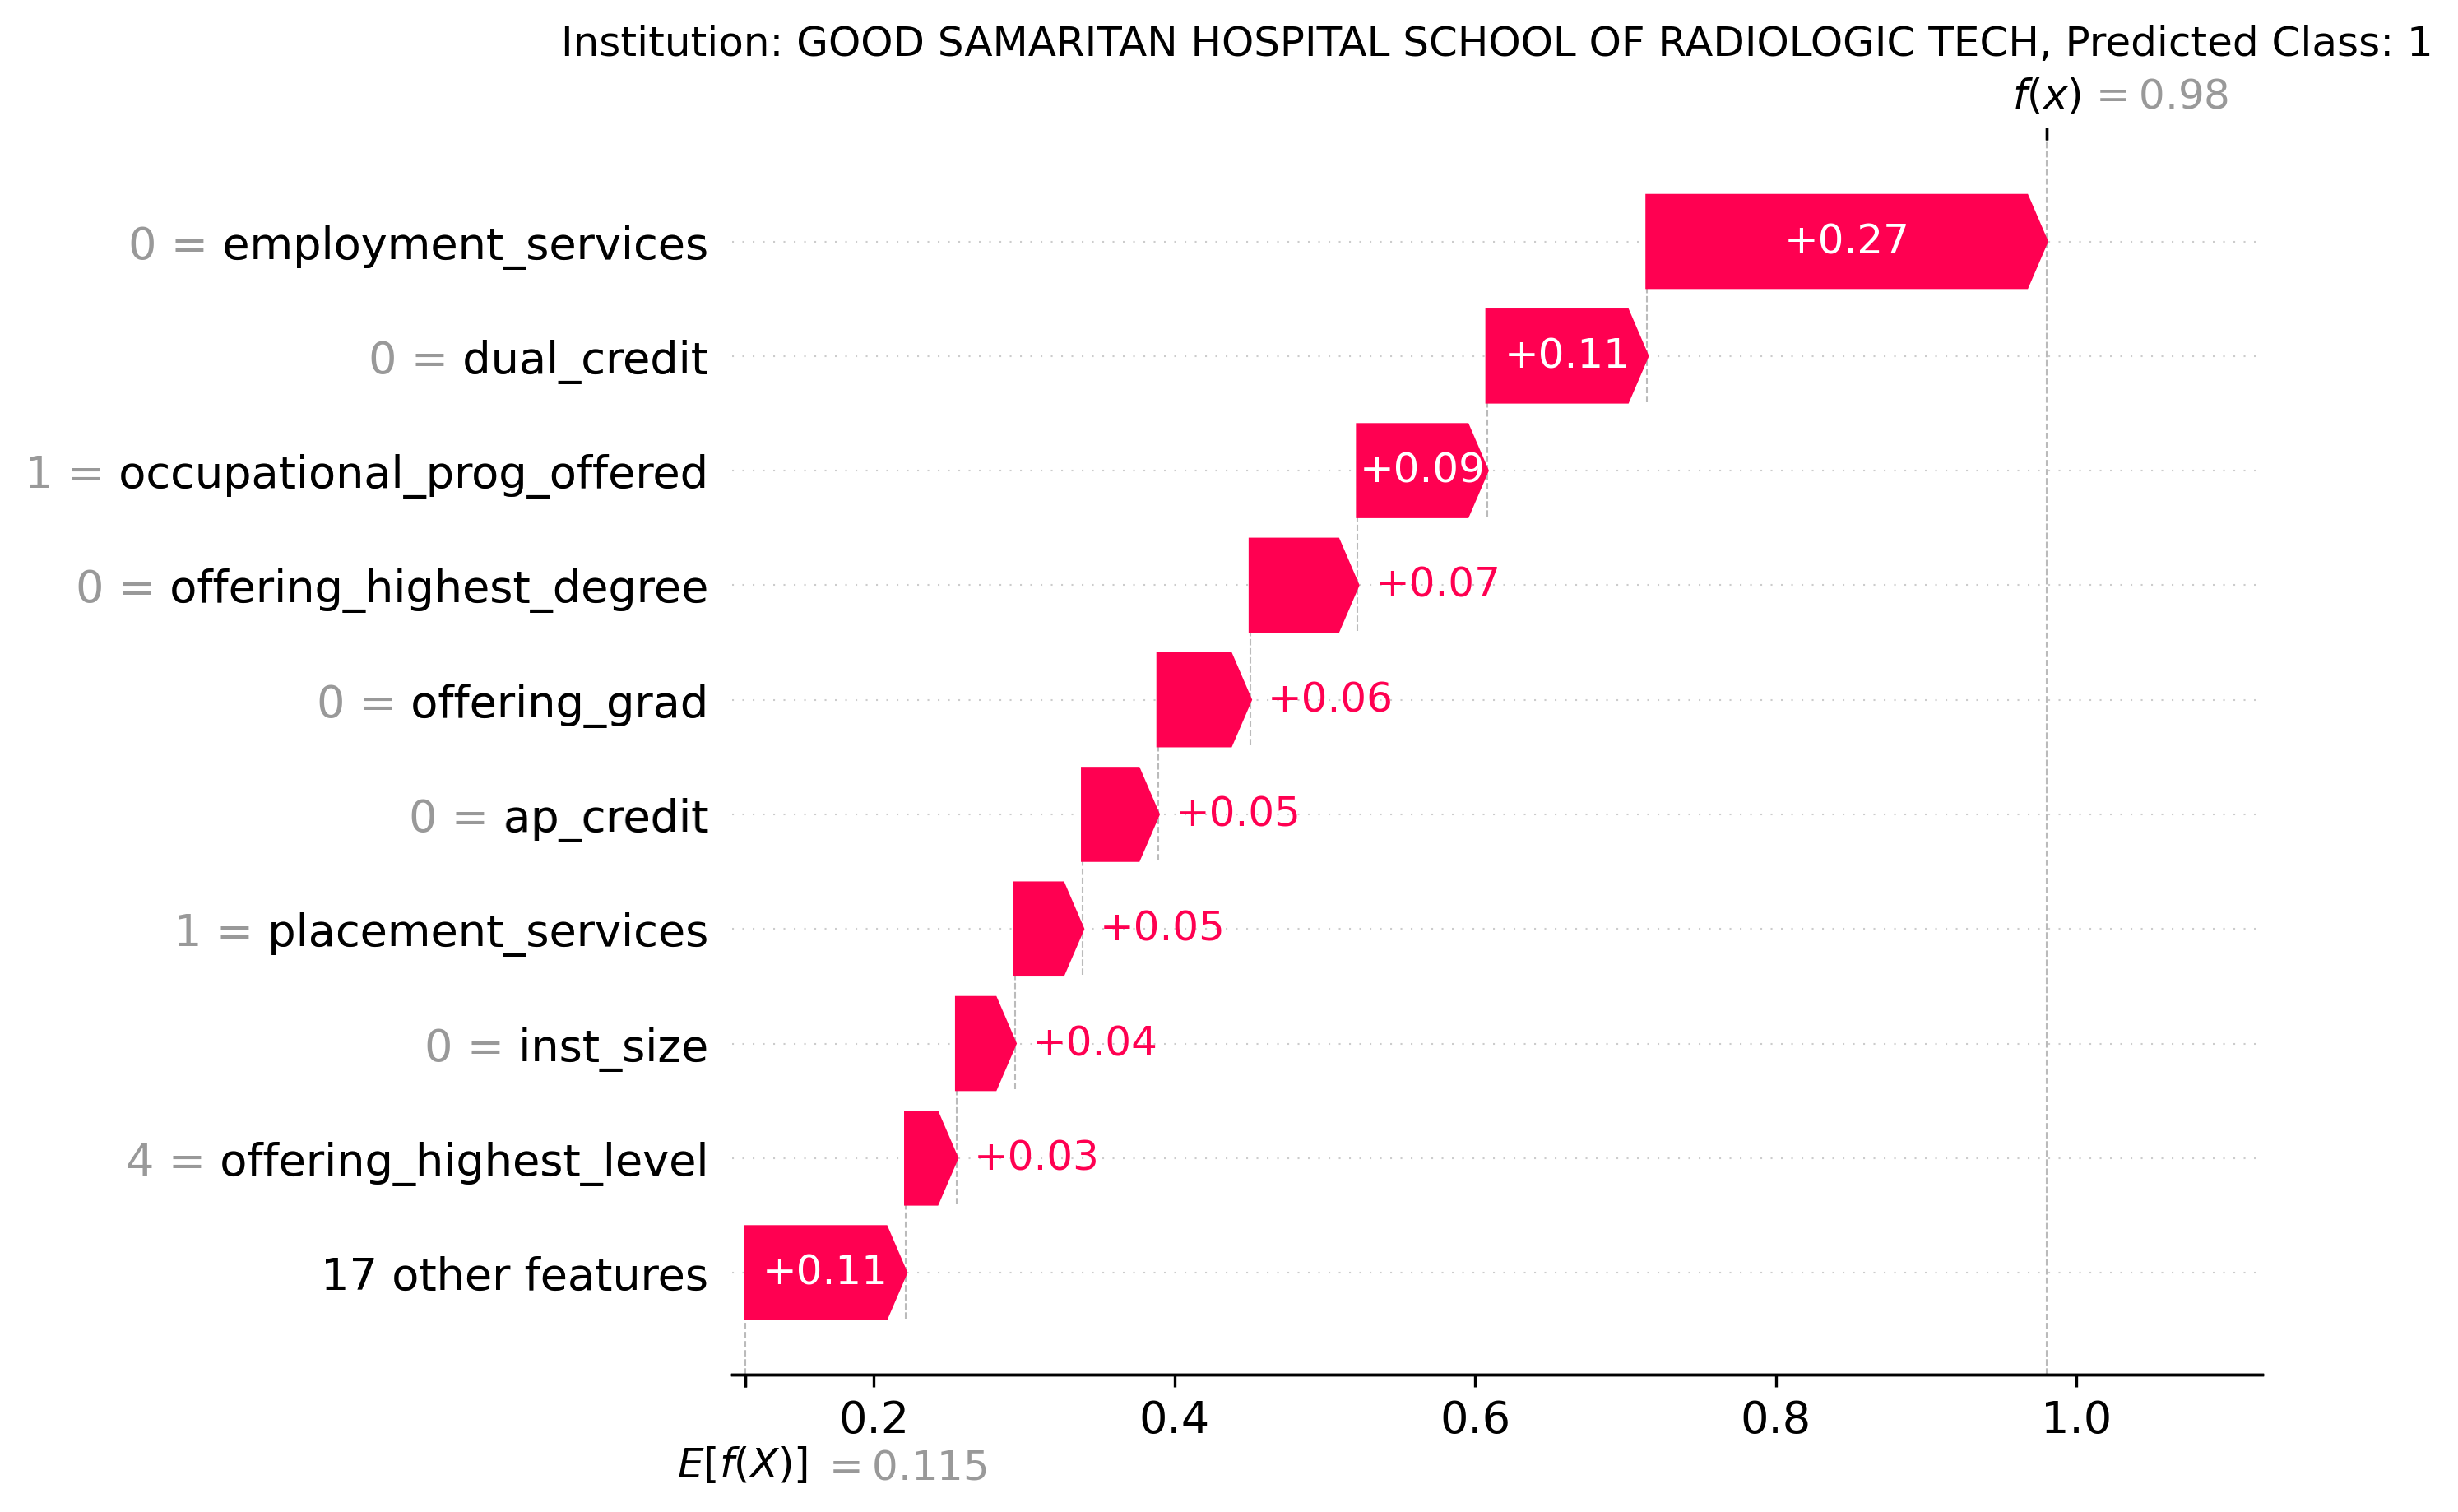 Institution: GOOD SAMARITAN HOSPITAL SCHOOL OF RADIOLOGIC TECH, Predicted Class: 1
f(x) = 0.98
0 = employment_services +0.27
0 = dual_credit +0.11
1 = occupational_prog_offered +0.09
0 = offering_highest_degree +0.07
0 = offering_grad +0.06
0 = ap_credit +0.05
1 = placement_services +0.05
0 = inst_size +0.04
4 = offering_highest_level +0.03
17 other features +0.11
0.2 0.4 0.6 0.8 1.0
E[f(X)] = 0.115